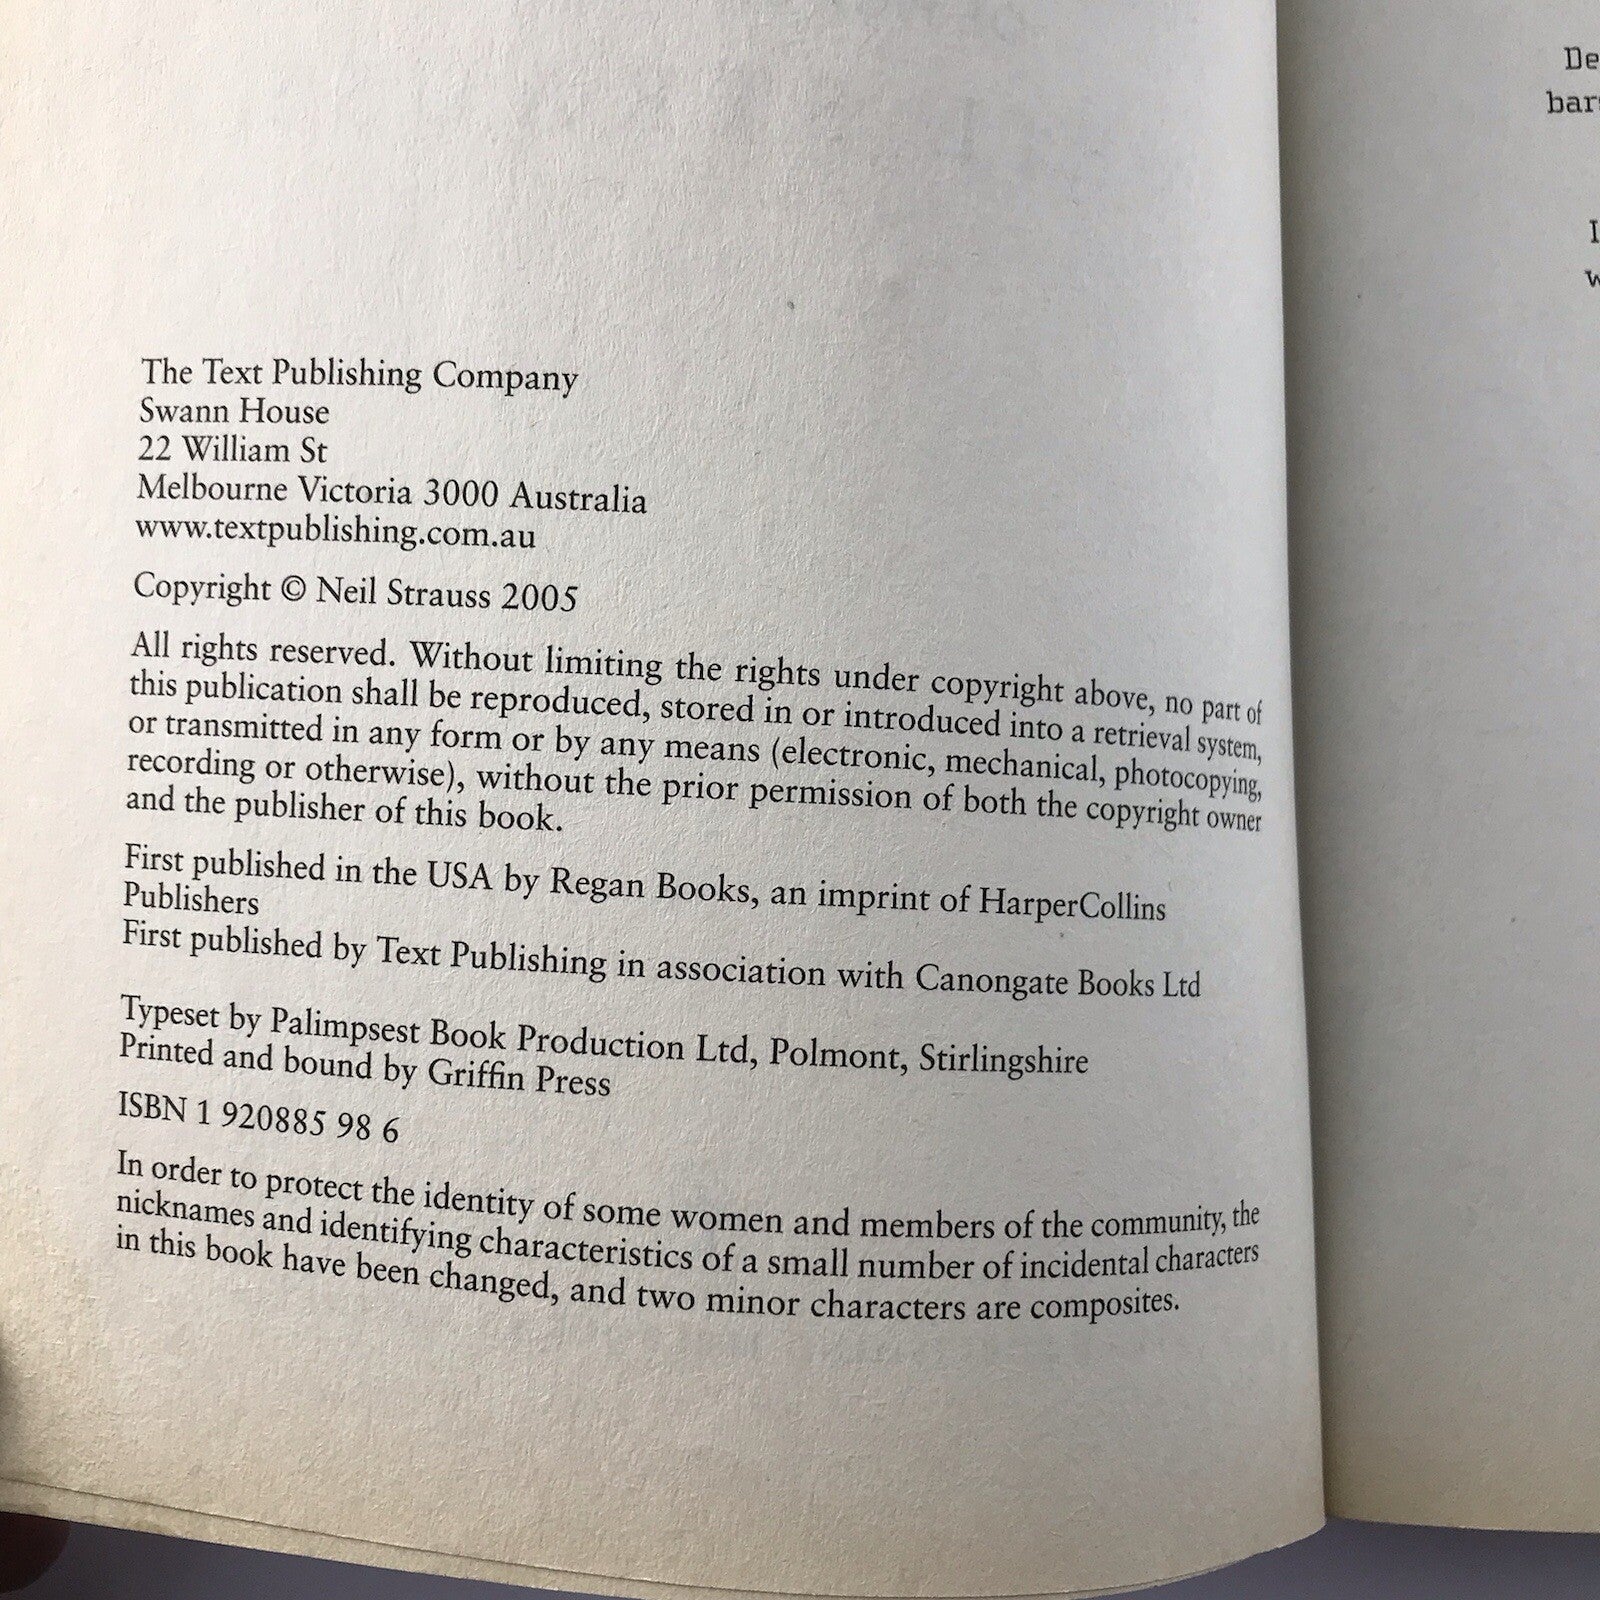 The Text Publishing Company
Swann House
22 William St
Melbourne Victoria 3000 Australia
www.textpublishing.com.au
Copyright © Neil Strauss 2005
All rights reserved. Without limiting the rights under copyright above, no part of
this publication shall be reproduced, stored in or introduced into a retrieval system,
or transmitted in any form or by any means (electronic, mechanical, photocopying,
recording or otherwise), without the prior permission of both the copyright owner
and the publisher of this book.
First published in the USA by Regan Books, an imprint of HarperCollins
Publishers
First published by Text Publishing in association with Canongate Books Ltd
Typeset by Palimpsest Book Production Ltd, Polmont, Stirlingshire
Printed and bound by Griffin Press
ISBN 1 920885 98 6
In order to protect the identity of some women and members of the community, the
nicknames and identifying characteristics of a small number of incidental characters
in this book have been changed, and two minor characters are composites.
De
bar
I